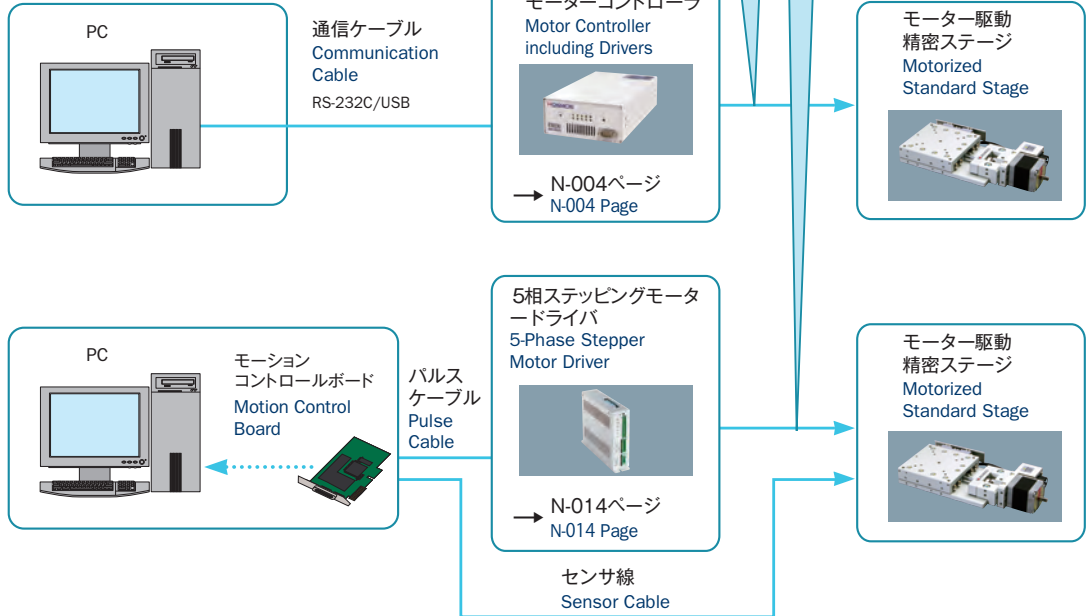 PC
通信ケーブル
Communication
Cable
RS-232C/USB
モーターコントローラ
Motor Controller
including Drivers
→ N-004ページ
N-004 Page
モーター駆動
精密ステージ
Motorized
Standard Stage
PC
モーション
コントロールボード
Motion Control
Board
パルス
ケーブル
Pulse
Cable
5相ステッピングモータ
ードライバ
5-Phase Stepper
Motor Driver
→ N-014ページ
N-014 Page
モーター駆動
精密ステージ
Motorized
Standard Stage
センサ線
Sensor Cable